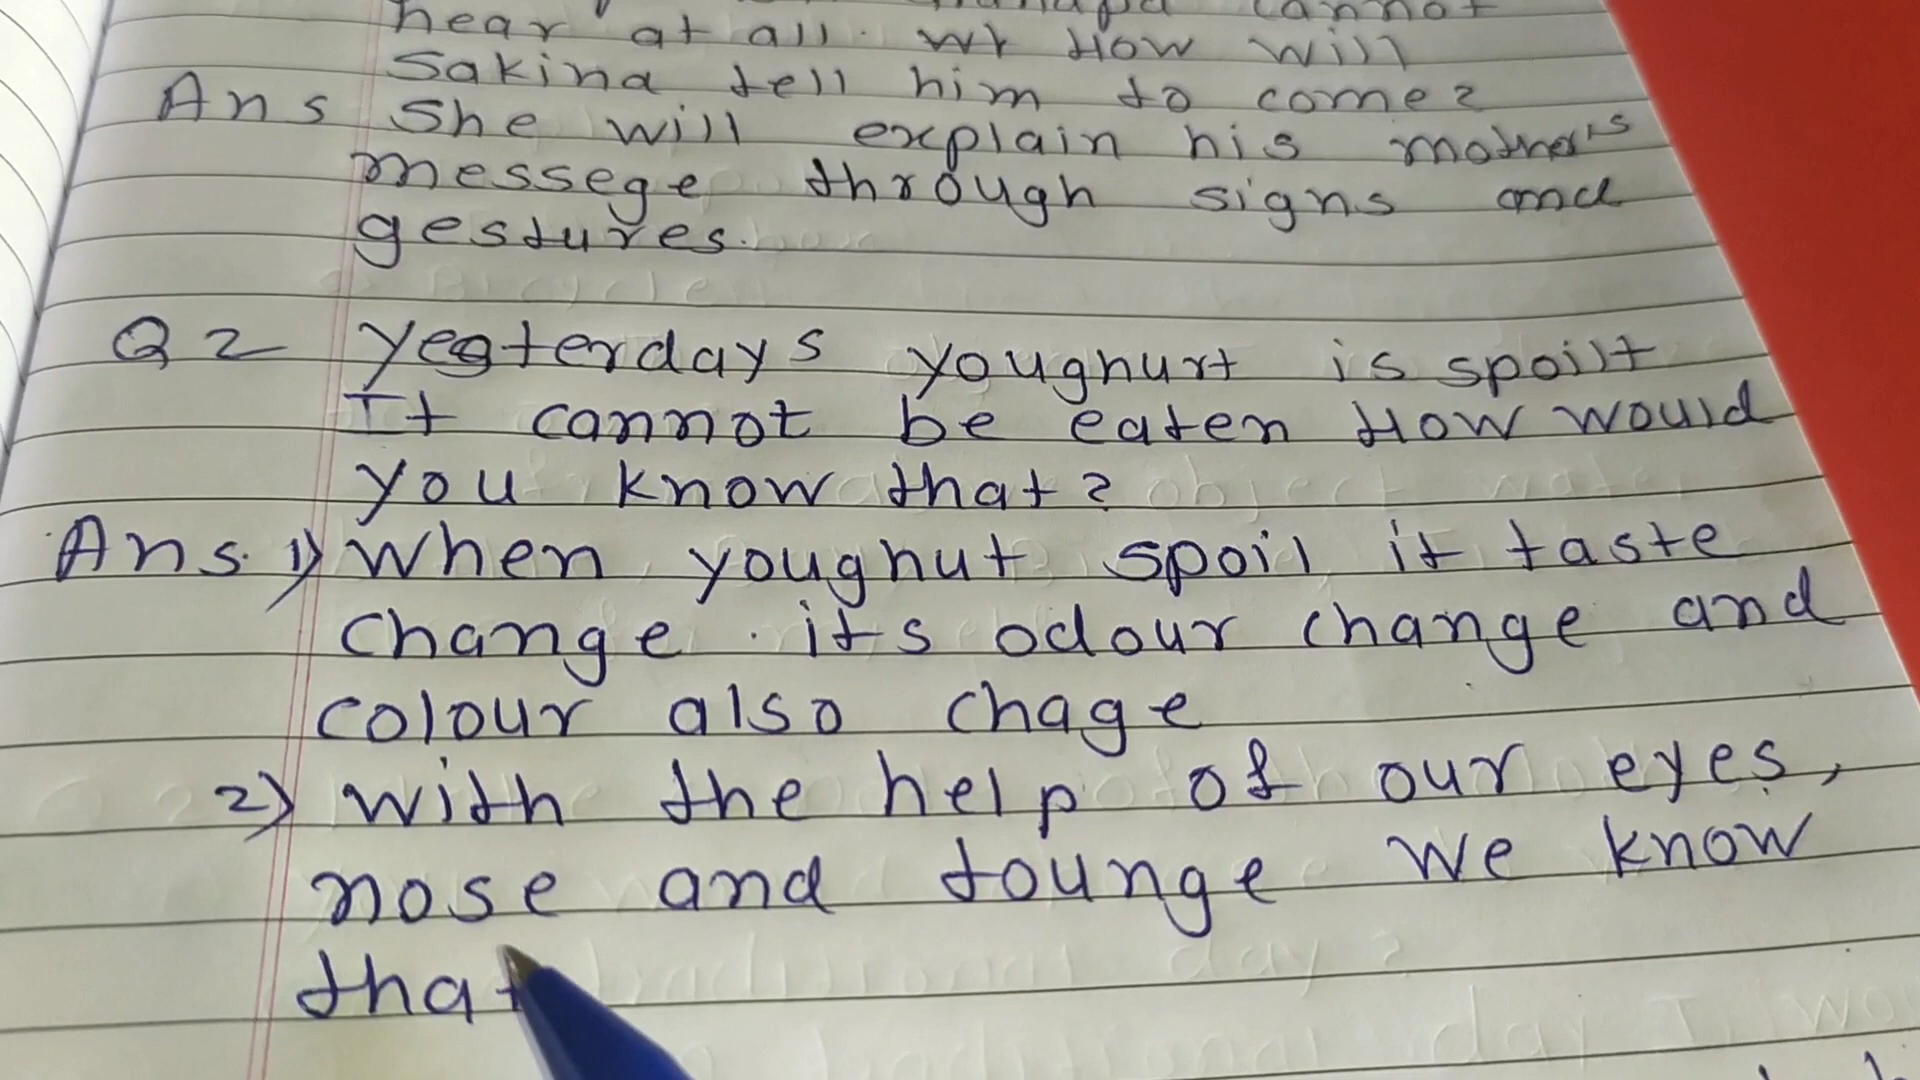 cannot
hear at all. wh How will
Sakina tell him to come?
Ans She will explain his mother's
messege through signs and
gestures.
Q2 yesterdays youghurt is spoilt
It cannot be eaten How would
you know that?
Ans. 1) When youghut spoil it taste
change. its odour change and
colour also chage
2) with the help of our eyes,
nose and tounge we know
that